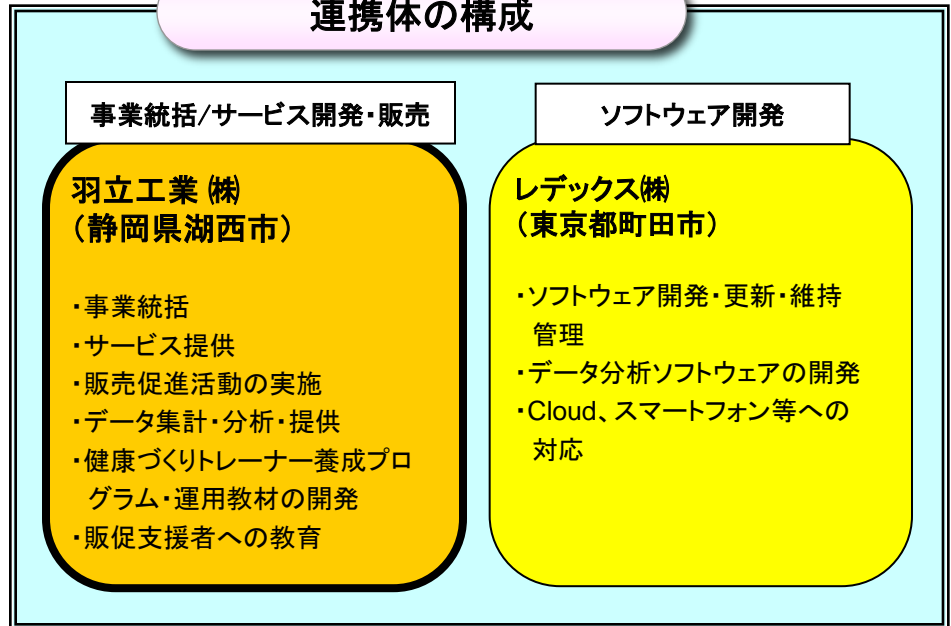 連携体の構成
事業統括/サービス開発・販売
羽立工業 ㈱
（静岡県湖西市）
・事業統括
・サービス提供
・販売促進活動の実施
・データ集計・分析・提供
・健康づくりトレーナー養成プロ
グラム・運用教材の開発
・販促支援者への教育
ソフトウェア開発
レデックス㈱
（東京都町田市）
・ソフトウェア開発・更新・維持
管理
・データ分析ソフトウェアの開発
・Cloud、スマートフォン等への
対応